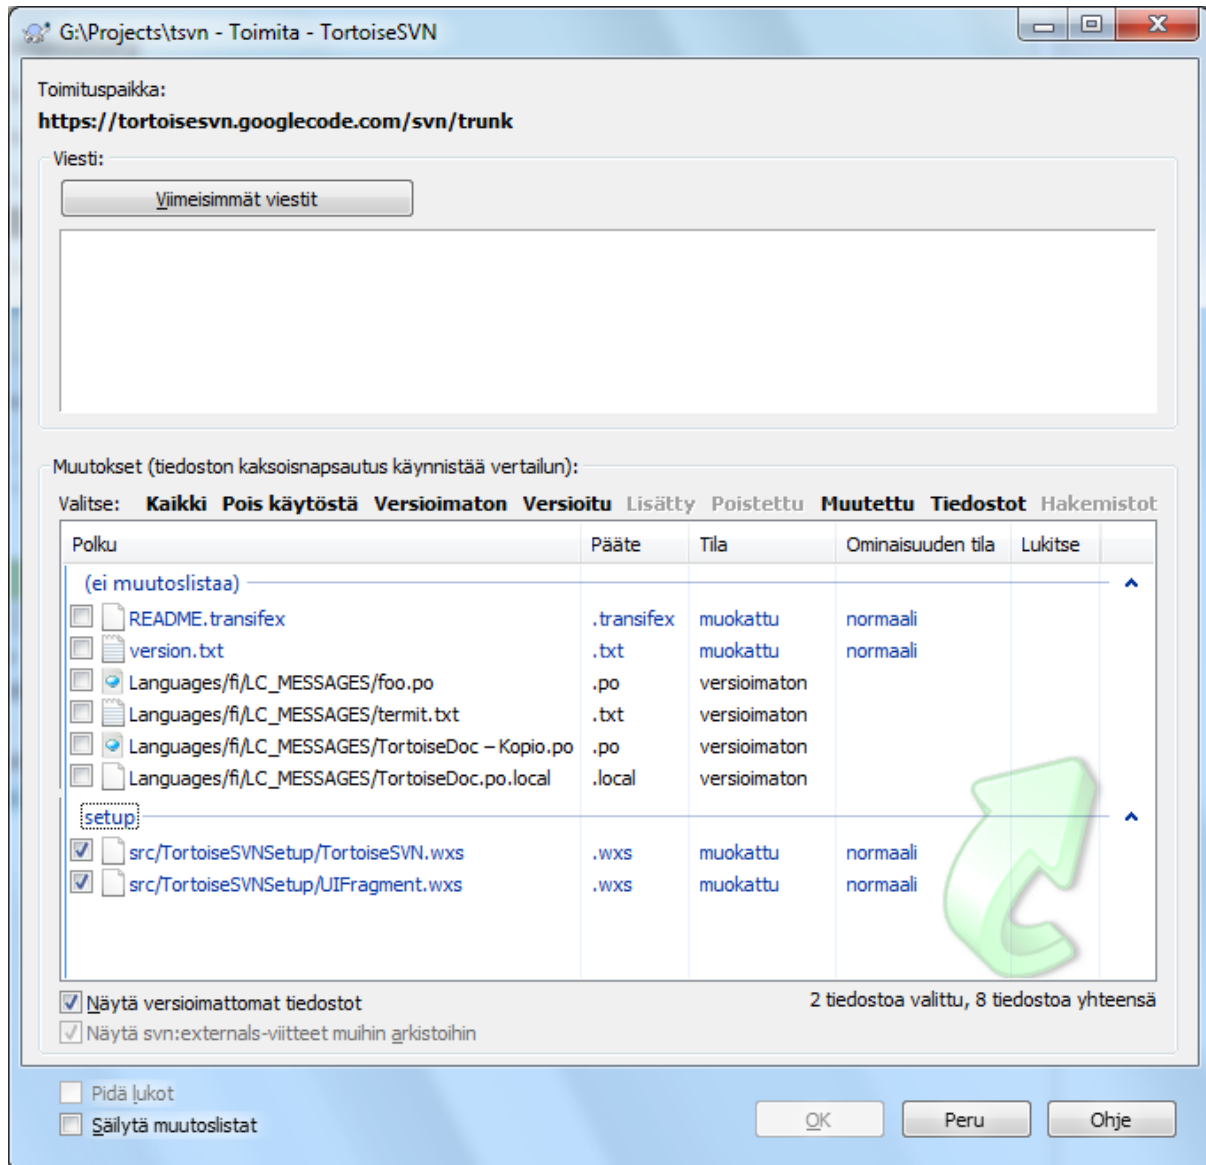 G:\Projects\tsvn - Toimita - TortoiseSVN
Toimituspaikka:
https://tortoisesvn.googlecode.com/svn/trunk
Viesti:
Viimeisimmät viestit
Muutokset (tiedoston kaksoisnapsautus käynnistää vertailun):
Valitse: Kaikki Pois käytöstä Versioimaton Versioitu Lisätty Poistettu Muutettu Tiedostot Hakemistot
Polku Pääte Tila Ominaisuuden tila Lukitse
(ei muutoslistaa)
README.transifex .transifex muokattu normaali
version.txt .txt muokattu normaali
Languages/fi/LC_MESSAGES/foo.po .po versioimaton
Languages/fi/LC_MESSAGES/termit.txt .txt versioimaton
Languages/fi/LC_MESSAGES/TortoiseDoc – Kopio.po .po versioimaton
Languages/fi/LC_MESSAGES/TortoiseDoc.po.local .local versioimaton
setup
src/TortoiseSVNSetup/TortoiseSVN.wxs .wxs muokattu normaali
src/TortoiseSVNSetup/UIFragment.wxs .wxs muokattu normaali
Näytä versioimattomat tiedostot 2 tiedostoa valittu, 8 tiedostoa yhteensä
Näytä svn:externals-viitteet muihin arkistoihin
Pidä lukot
Säilytä muutoslistat
OK Peru Ohje